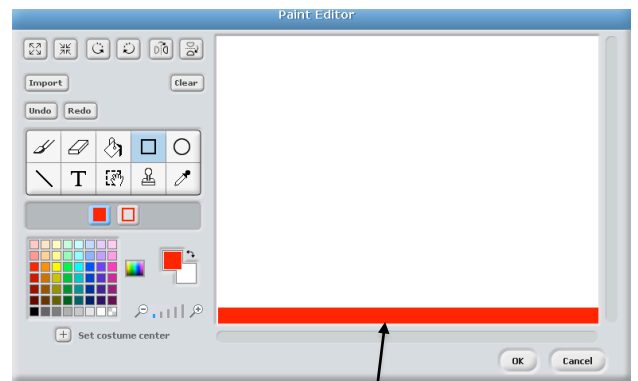 Paint Editor
Import Clear
Undo Redo
T
Set costume center
OK Cancel